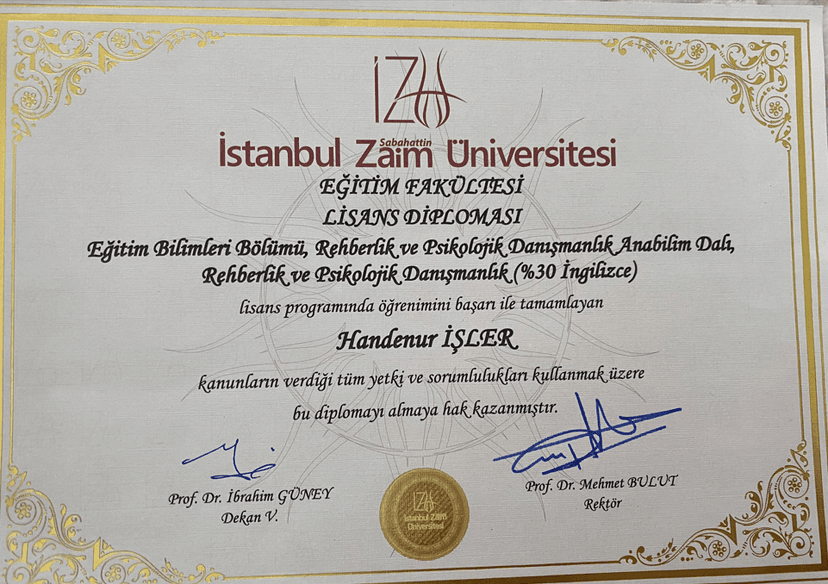 İZÜ
İstanbul Sabahattin Zaim Üniversitesi
EĞİTİM FAKÜLTESİ
LİSANS DİPLOMASI
Eğitim Bilimleri Bölümü, Rehberlik ve Psikolojik Danışmanlık Anabilim Dalı,
Rehberlik ve Psikolojik Danışmanlık (%30 İngilizce)
lisans programında öğrenimini başarı ile tamamlayan
Handenur İŞLER
kanunların verdiği tüm yetki ve sorumlulukları kullanmak üzere
bu diplomayı almaya hak kazanmıştır.
Prof. Dr. İbrahim GÜNEY
Dekan V.
İZÜ
İstanbul Zaim
Üniversitesi
Prof. Dr. Mehmet BULUT
Rektör